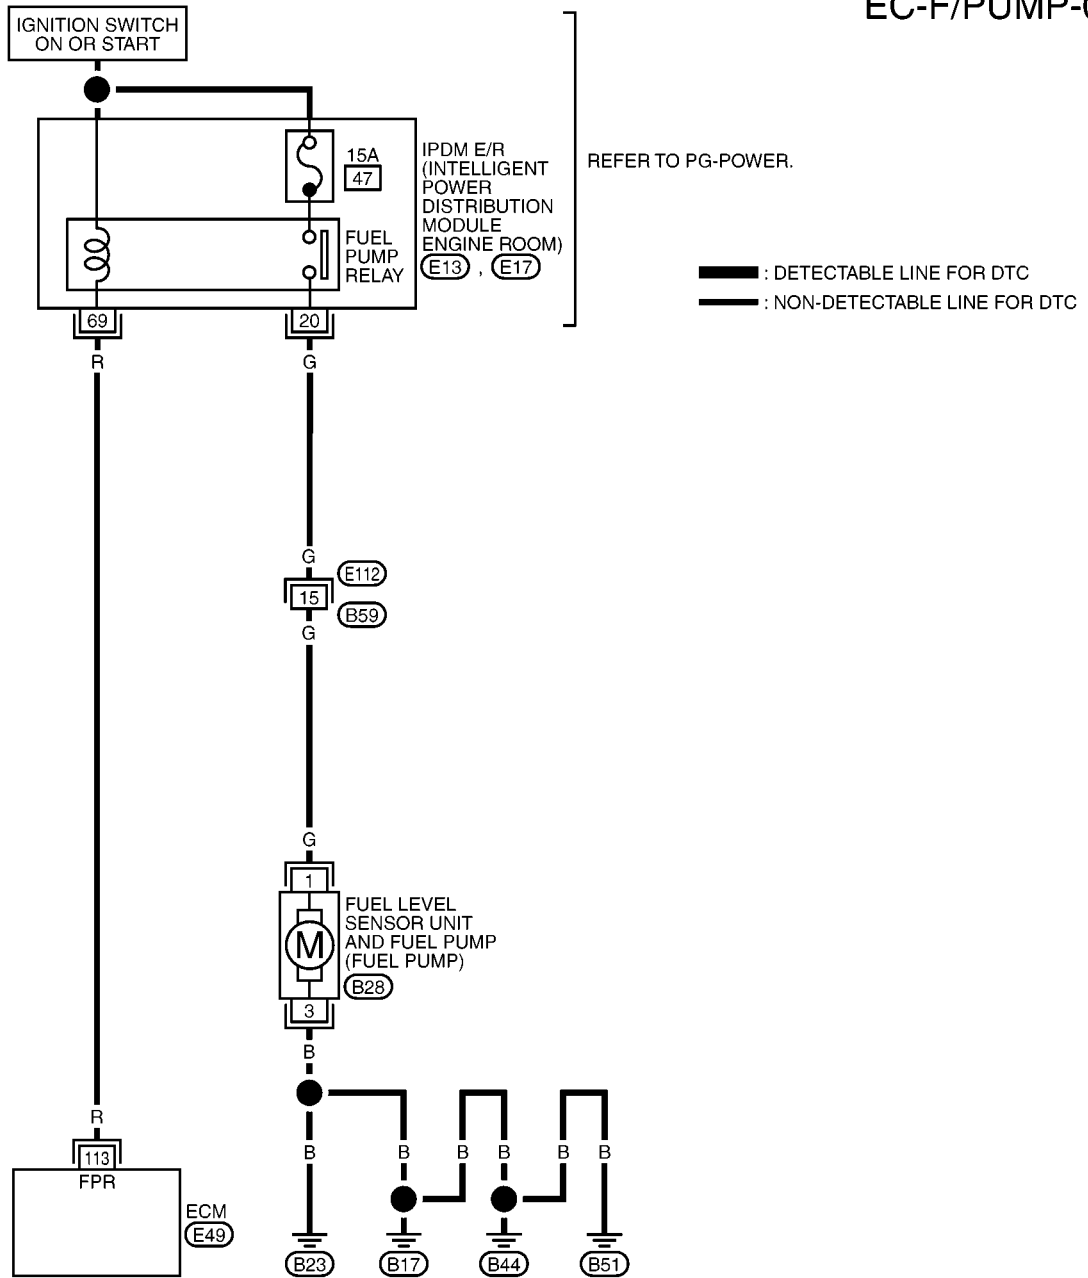 EC-F/PUMP-
IGNITION SWITCH
ON OR START
15A
47
IPDM E/R
(INTELLIGENT
POWER
DISTRIBUTION
MODULE
ENGINE ROOM)
E13 , E17
REFER TO PG-POWER.
FUEL
PUMP
RELAY
: DETECTABLE LINE FOR DTC
: NON-DETECTABLE LINE FOR DTC
69
20
R
G
G
E112
15
B59
G
G
1
FUEL LEVEL
SENSOR UNIT
AND FUEL PUMP
(FUEL PUMP)
M
B28
3
B
R
B
B
B
B
B
B
113
FPR
ECM
E49
B23
B17
B44
B51